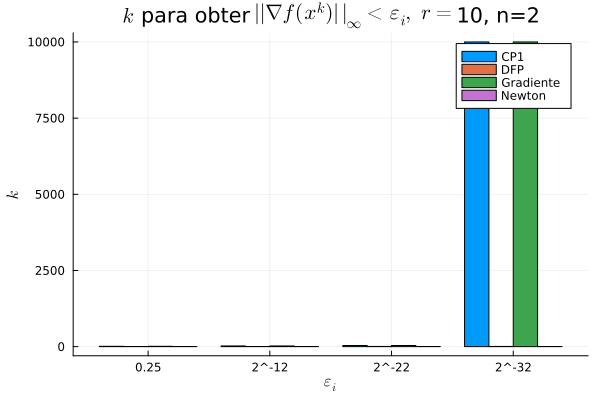 k para obter ||∇f(x^k)||_∞ < ε_i, r = 10, n=2
10000
7500
5000
2500
0
k
CP1
DFP
Gradiente
Newton
0.25 2^-12 2^-22 2^-32
ε_i